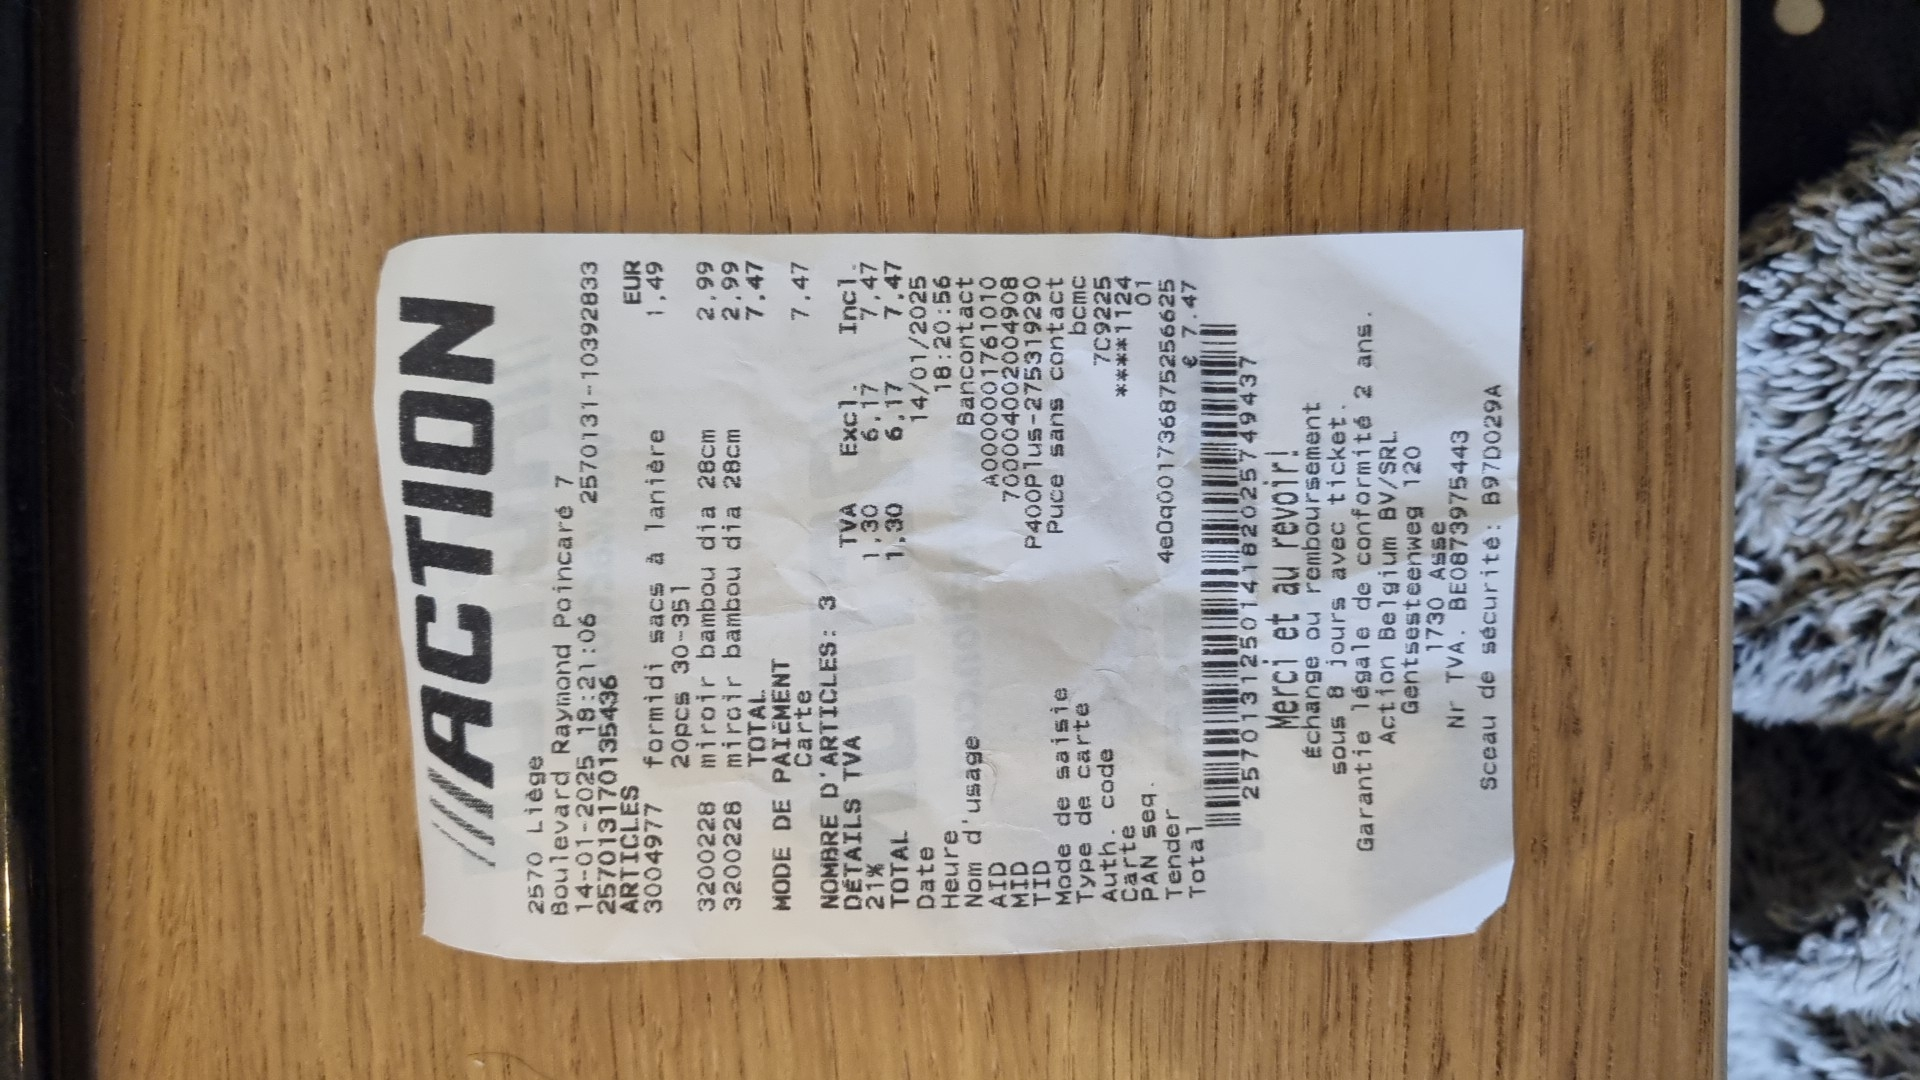 ACTION
2570 Liège
Boulevard Raymond Poincaré 7
14-01-2025 18:21:06 2570131-10392833
2570131170135436
ARTICLES EUR
3004977 formidi sacs à lanière 1,49
20pcs 30-351
3200228 miroir bambou dia 28cm 2,99
3200228 miroir bambou dia 28cm 2,99
TOTAL 7,47
MODE DE PAIEMENT
Carte 7,47
NOMBRE D'ARTICLES: 3
DÉTAILS TVA TVA Excl. Incl.
21% 1,30 6,17 7,47
TOTAL 1,30 6,17 7,47
Date 14/01/2025
Heure 18:20:56
Nom d'usage Bancontact
AID A0000001761010
MID 700004002004908
TID P400Plus-275319290
Mode de saisie Puce sans contact
Type de carte bcmc
Auth. code 7C9225
Carte *****1124
PAN seq. 01
Tender 4e0q001736875256625
Total € 7.47
2570131250141820257 49437
Merci et au revoir!
Échange ou remboursement
sous 8 jours avec ticket.
Garantie légale de conformité 2 ans.
Action Belgium BV/SRL
Gentsesteenweg 120
1730 Asse
Nr TVA. BE0873975443
Sceau de sécurité: B97D029A